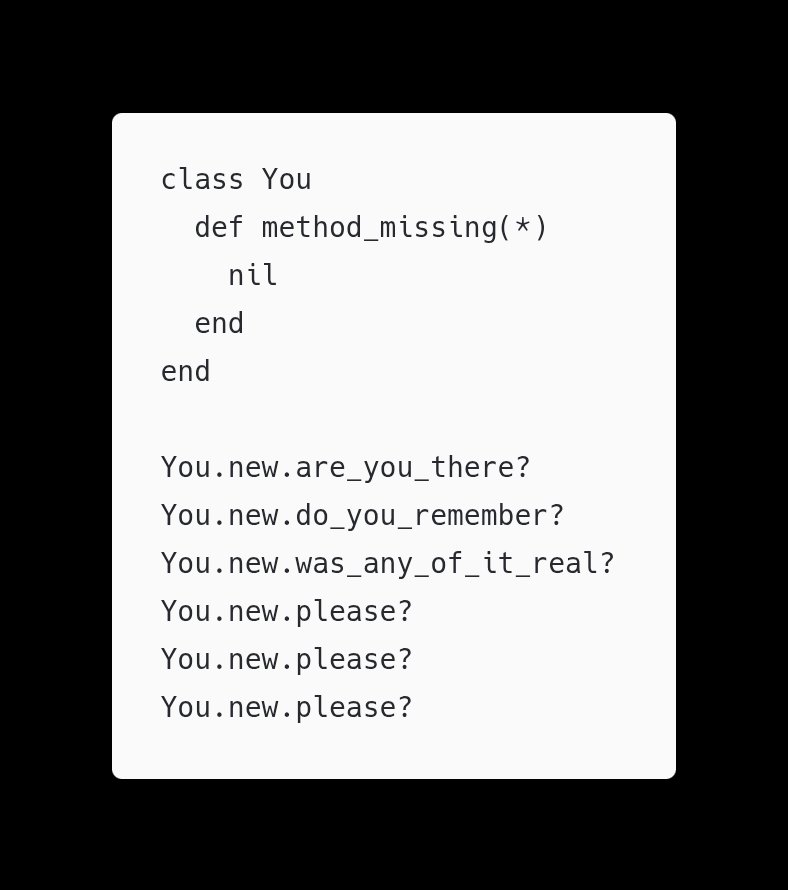 class You
  def method_missing(*)
    nil
  end
end

You.new.are_you_there?
You.new.do_you_remember?
You.new.was_any_of_it_real?
You.new.please?
You.new.please?
You.new.please?